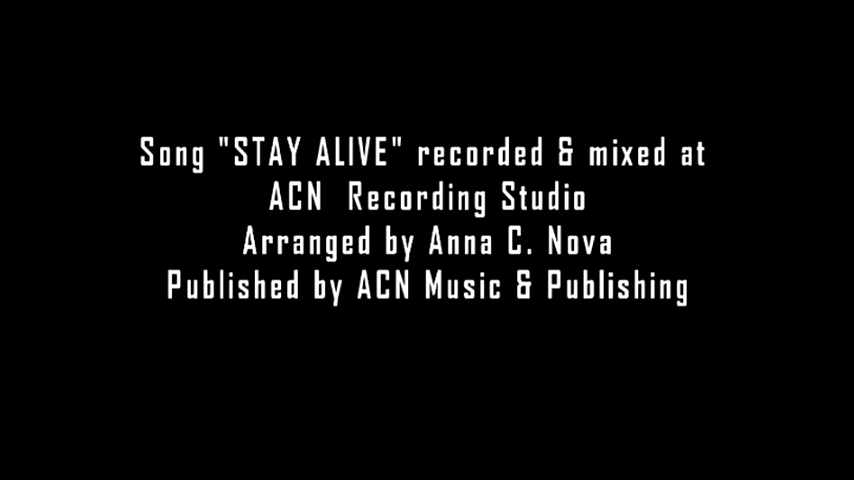 Song "STAY ALIVE" recorded & mixed at
ACN Recording Studio
Arranged by Anna C. Nova
Published by ACN Music & Publishing